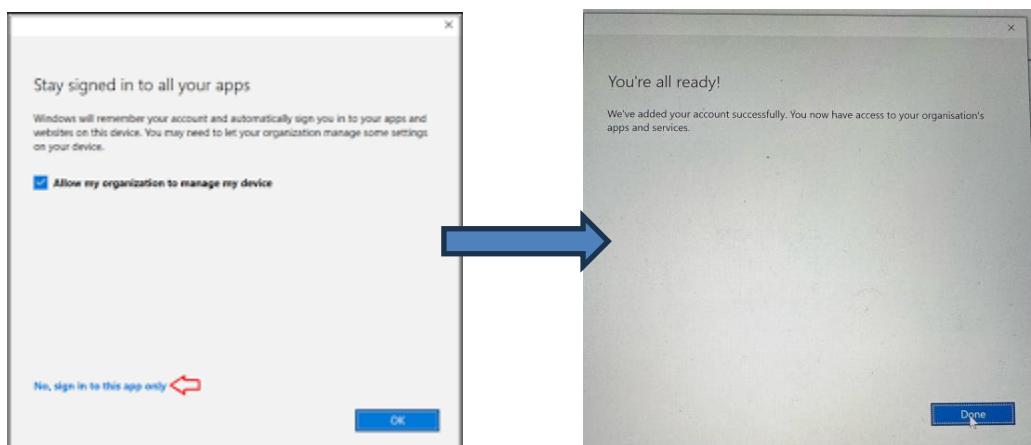 Stay signed in to all your apps
Windows will remember your account and automatically sign you in to your apps and
websites on this device. You may need to let your organization manage some settings
on your device.
Allow my organization to manage my device
No, sign in to this app only
OK
You're all ready!
We've added your account successfully. You now have access to your organisation's
apps and services.
Done